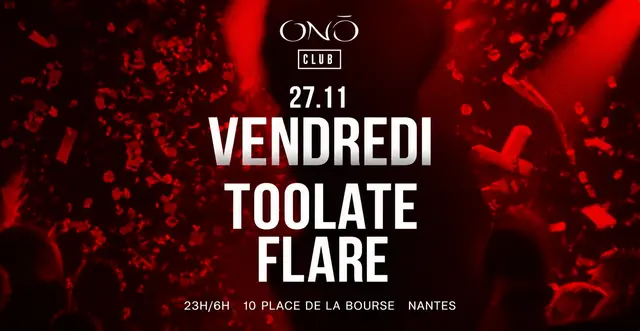 ONŌ
CLUB
27.11
VENDREDI
TOOLATE
FLARE
23H/6H 10 PLACE DE LA BOURSE NANTES